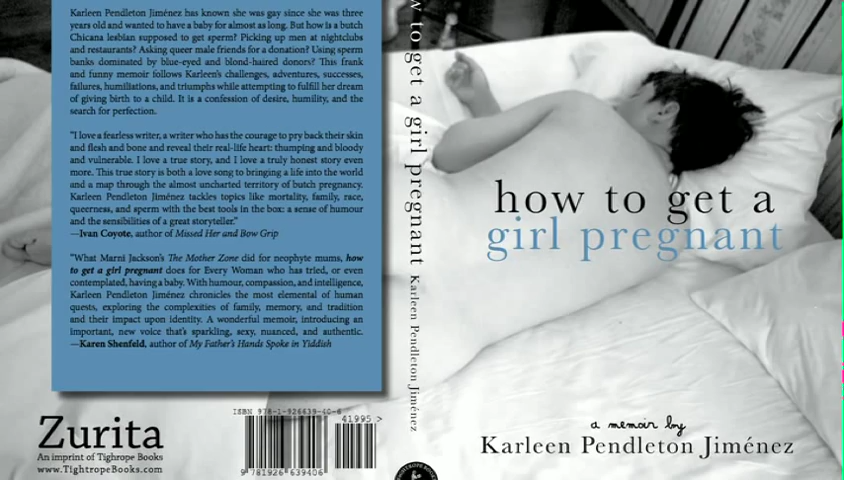 Karleen Pendleton Jiménez has known she was gay since she was three
years old and wanted to have a baby for almost as long. But how is a butch
Chicana lesbian supposed to get sperm? Picking up men at nightclubs
and restaurants? Asking queer male friends for a donation? Using sperm
banks dominated by blue-eyed and blond-haired donors? This frank
and funny memoir follows Karleen's challenges, adventures, successes,
failures, humiliations, and triumphs while attempting to fulfill her dream
of giving birth to a child. It is a confession of desire, humility, and the
search for perfection.
"I love a fearless writer, a writer who has the courage to pry back their skin
and flesh and bone and reveal their real-life heart: thumping and bloody
and vulnerable. I love a true story, and I love a truly honest story even
more. This true story is both a love song to bringing a life into the world
and a map through the almost uncharted territory of butch pregnancy.
Karleen Pendleton Jiménez tackles topics like mortality, family, race,
queerness, and sperm with the best tools in the box: a sense of humour
and the sensibilities of a great storyteller."
—Ivan Coyote, author of Missed Her and Bow Grip
"What Marni Jackson's The Mother Zone did for neophyte mums, how
to get a girl pregnant does for Every Woman who has tried, or even
contemplated, having a baby. With humour, compassion, and intelligence,
Karleen Pendleton Jiménez chronicles the most elemental of human
quests, exploring the complexities of family, memory, and tradition
and their impact upon identity. A wonderful memoir, introducing an
important, new voice that's sparkling, sexy, nuanced, and authentic.
—Karen Shenfeld, author of My Father's Hands Spoke in Yiddish
Zurita
An imprint of Tightrope Books
www.TightropeBooks.com
ISBN 978-1-926639-40-6
41995 >
9 781926 639406
w to get a girl pregnant Karleen Pendleton Jiménez
TIGHTROPE BOOKS
how to get a
girl pregnant
a memoir by
Karleen Pendleton Jiménez